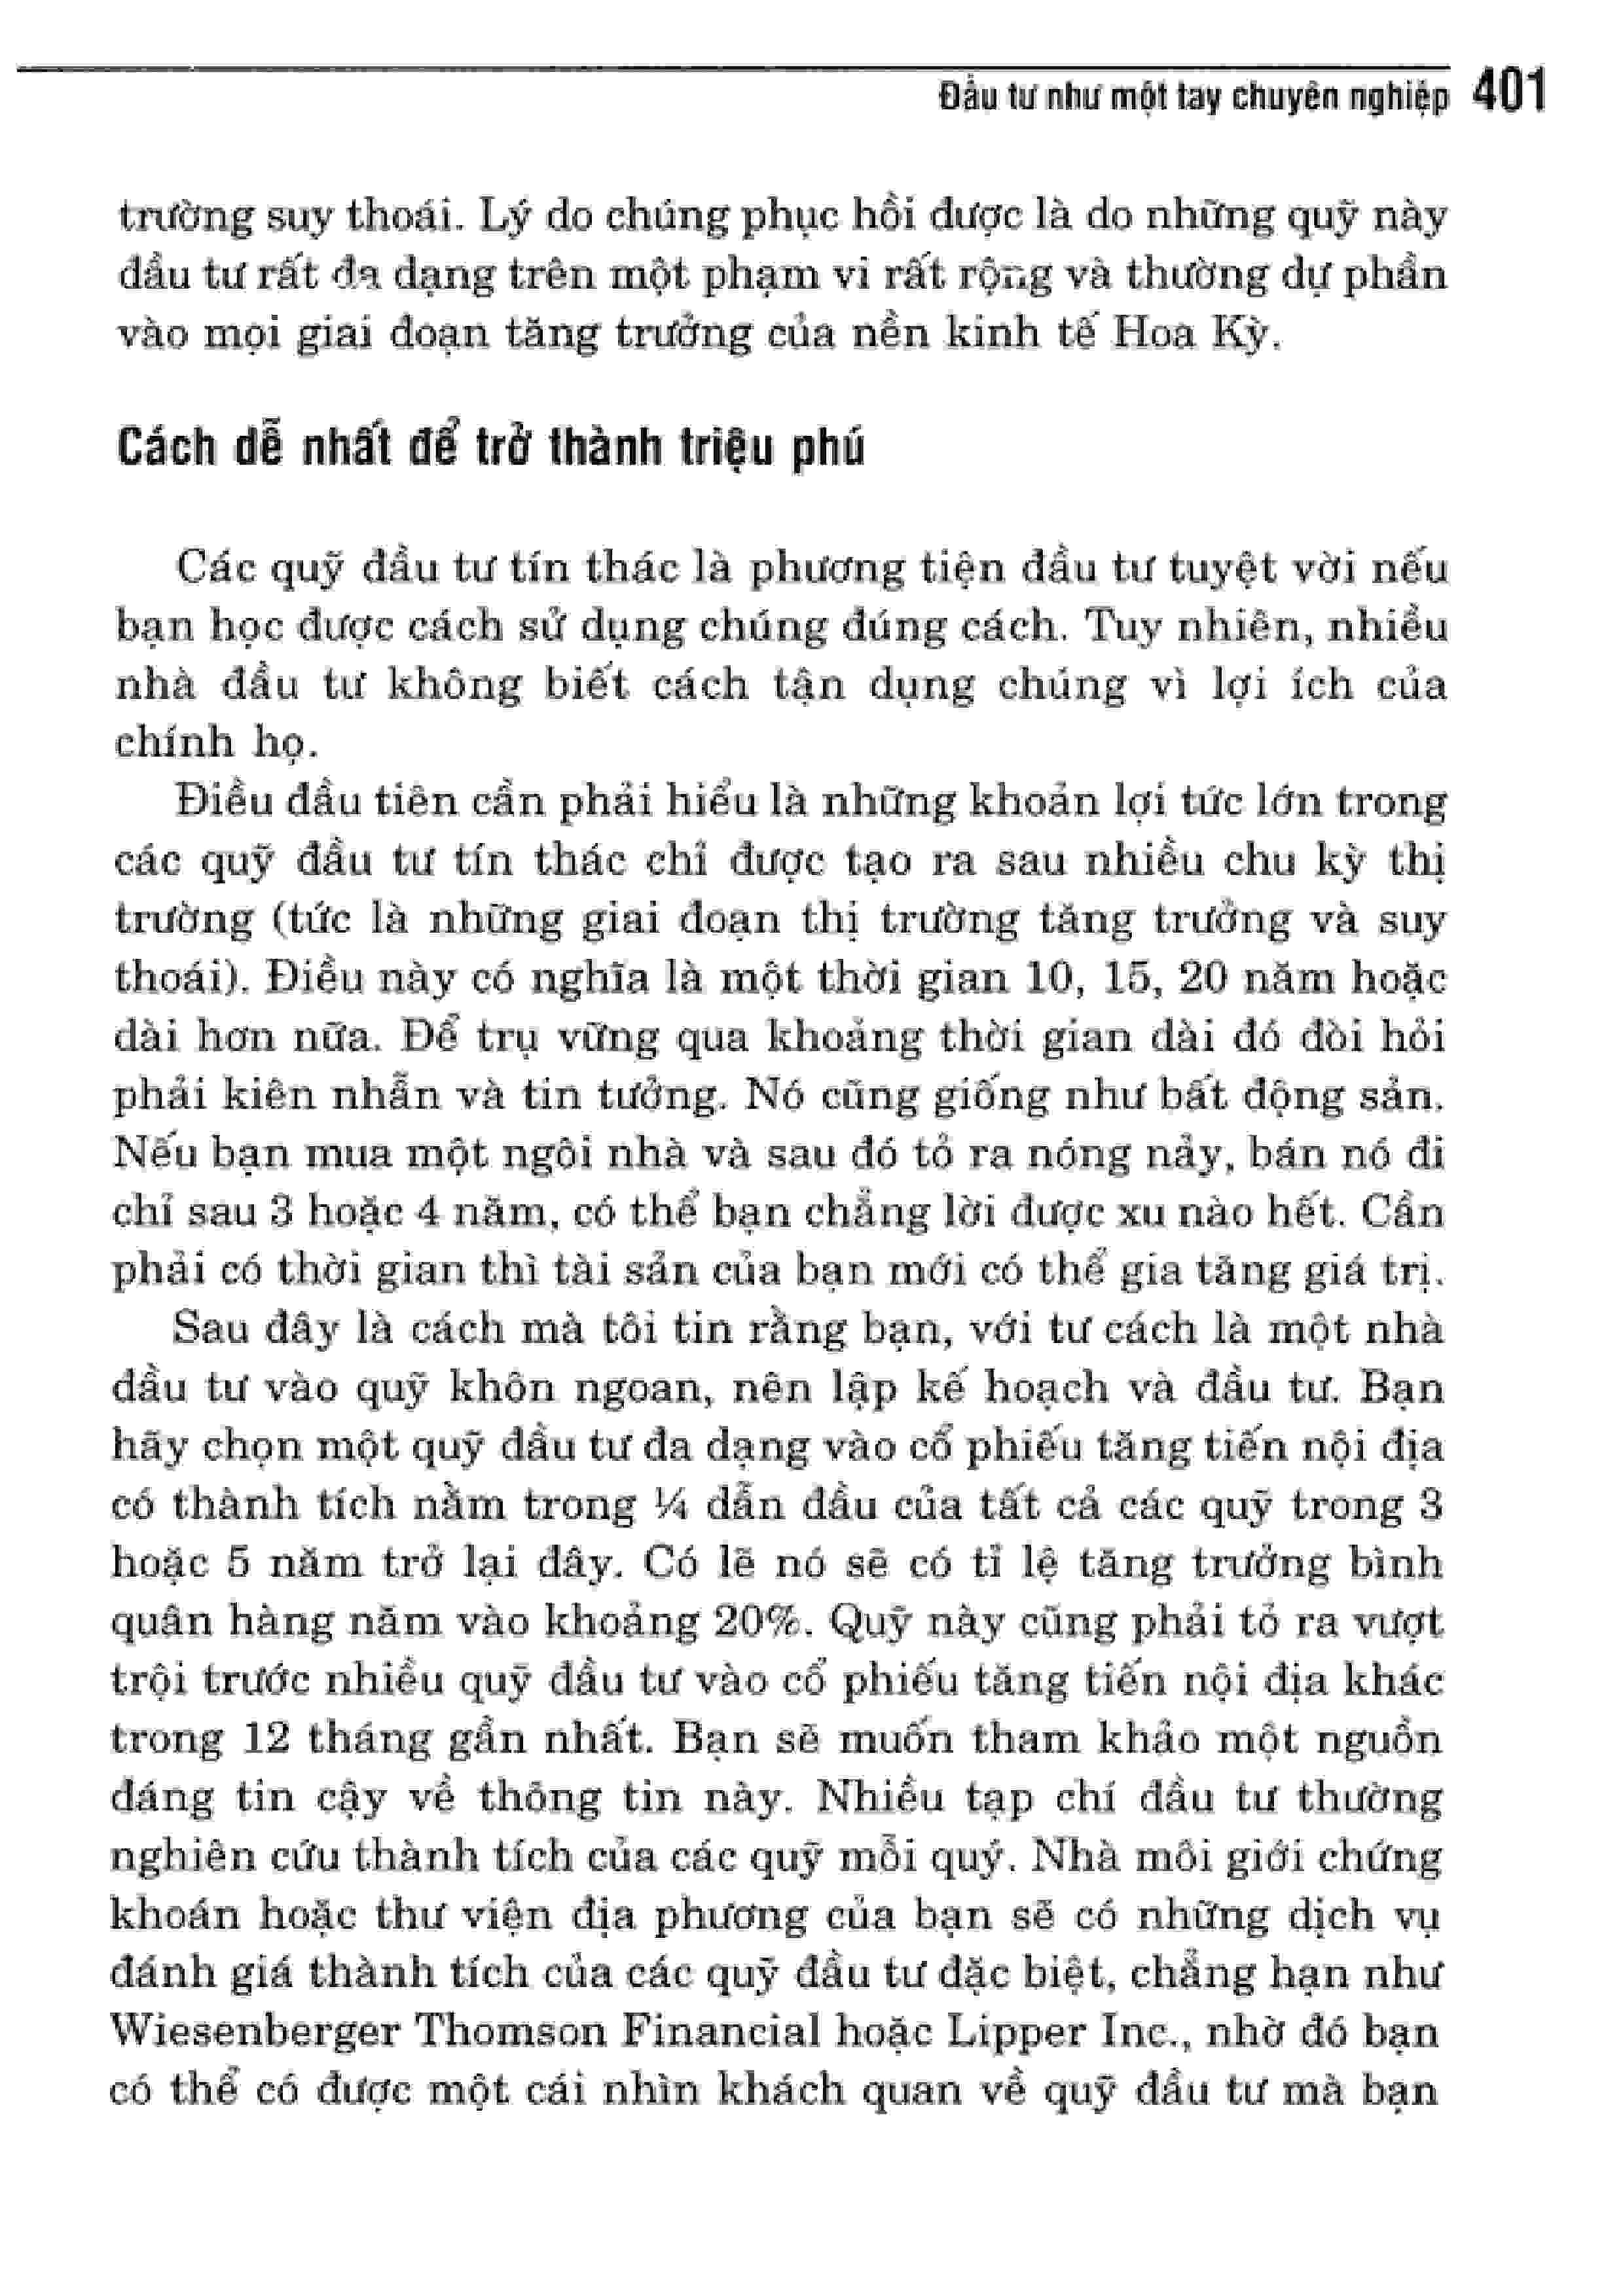 Đầu tư như một tay chuyên nghiệp 401
trường suy thoái. Lý do chúng phục hồi được là do những quỹ này
đầu tư rất đa dạng trên một phạm vi rất rộng và thường dự phần
vào mọi giai đoạn tăng trưởng của nền kinh tế Hoa Kỳ.
Cách dễ nhất để trở thành triệu phú
Các quỹ đầu tư tín thác là phương tiện đầu tư tuyệt vời nếu
bạn học được cách sử dụng chúng đúng cách. Tuy nhiên, nhiều
nhà đầu tư không biết cách tận dụng chúng vì lợi ích của
chính họ.
Điều đầu tiên cần phải hiểu là những khoản lợi tức lớn trong
các quỹ đầu tư tín thác chỉ được tạo ra sau nhiều chu kỳ thị
trường (tức là những giai đoạn thị trường tăng trưởng và suy
thoái). Điều này có nghĩa là một thời gian 10, 15, 20 năm hoặc
dài hơn nữa. Để trụ vững qua khoảng thời gian dài đó đòi hỏi
phải kiên nhẫn và tin tưởng. Nó cũng giống như bất động sản.
Nếu bạn mua một ngôi nhà và sau đó tỏ ra nóng nảy, bán nó đi
chỉ sau 3 hoặc 4 năm, có thể bạn chẳng lời được xu nào hết. Cần
phải có thời gian thì tài sản của bạn mới có thể gia tăng giá trị.
Sau đây là cách mà tôi tin rằng bạn, với tư cách là một nhà
đầu tư vào quỹ khôn ngoan, nên lập kế hoạch và đầu tư. Bạn
hãy chọn một quỹ đầu tư đa dạng vào cổ phiếu tăng tiến nội địa
có thành tích nằm trong ¼ dẫn đầu của tất cả các quỹ trong 3
hoặc 5 năm trở lại đây. Có lẽ nó sẽ có tỉ lệ tăng trưởng bình
quân hàng năm vào khoảng 20%. Quỹ này cũng phải tỏ ra vượt
trội trước nhiều quỹ đầu tư vào cổ phiếu tăng tiến nội địa khác
trong 12 tháng gần nhất. Bạn sẽ muốn tham khảo một nguồn
đáng tin cậy về thông tin này. Nhiều tạp chí đầu tư thường
nghiên cứu thành tích của các quỹ mỗi quý. Nhà môi giới chứng
khoán hoặc thư viện địa phương của bạn sẽ có những dịch vụ
đánh giá thành tích của các quỹ đầu tư đặc biệt, chẳng hạn như
Wiesenberger Thomson Financial hoặc Lipper Inc., nhờ đó bạn
có thể có được một cái nhìn khách quan về quỹ đầu tư mà bạn